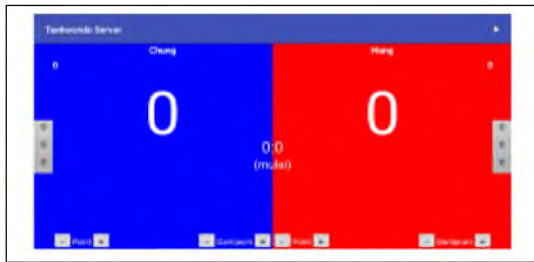 Taekwondo Server
Chung Hong
0 0
0 0
0:0
(mulai)
Point Gamjeom Point Gamjeom